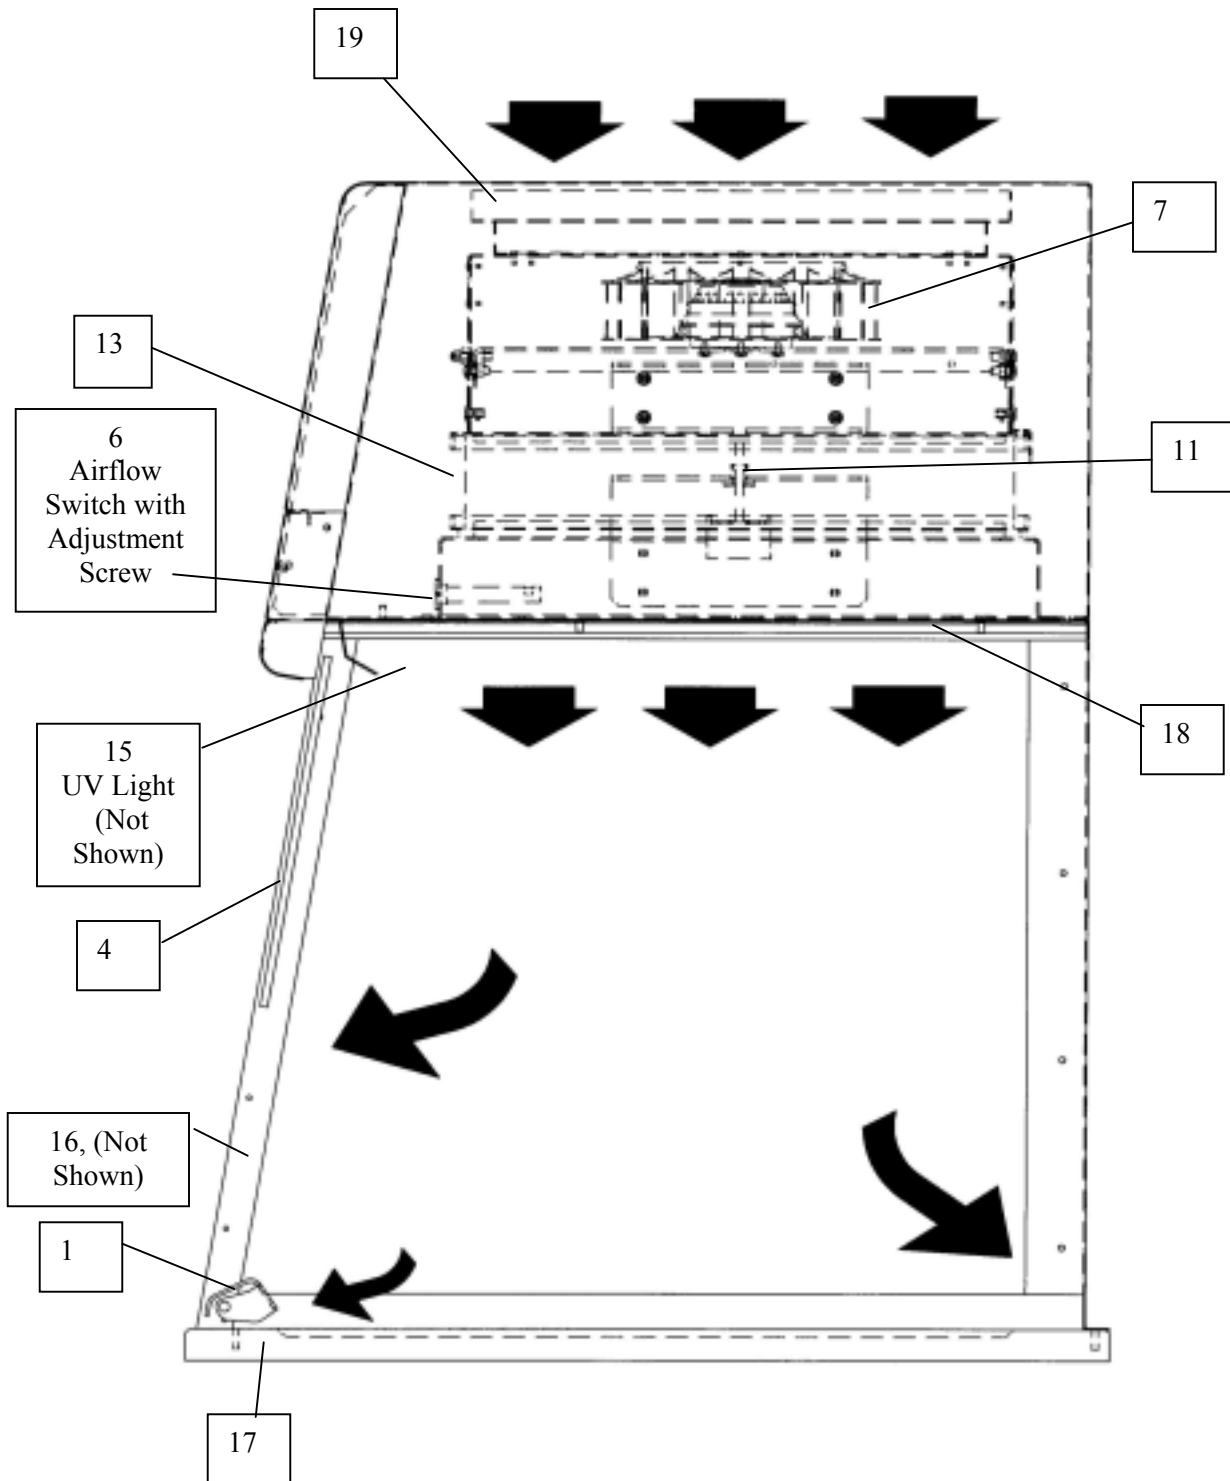 19
7
13
6
Airflow
Switch with
Adjustment
Screw
11
15
UV Light
(Not
Shown)
18
4
16, (Not
Shown)
1
17